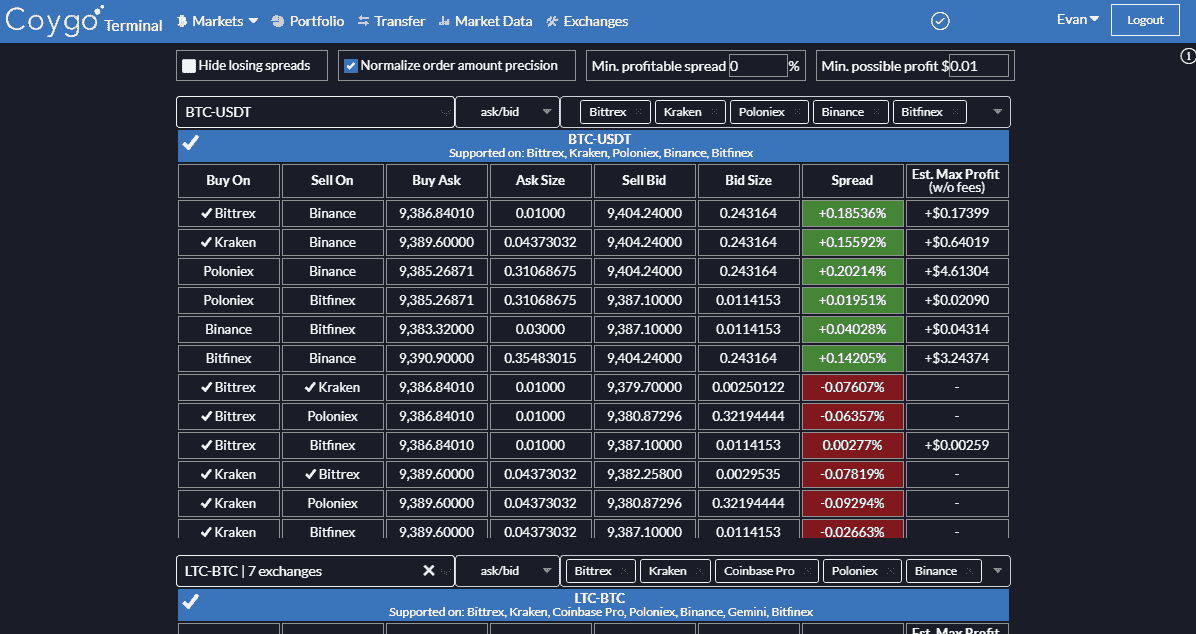 Coygo Terminal Markets Portfolio Transfer Market Data Exchanges Evan Logout
Hide losing spreads Normalize order amount precision Min. profitable spread 0 % Min. possible profit $ 0.01
BTC-USDT ask/bid Bittrex × Kraken × Poloniex × Binance × Bitfinex ×
BTC-USDT
Supported on: Bittrex, Kraken, Poloniex, Binance, Bitfinex
Buy On Sell On Buy Ask Ask Size Sell Bid Bid Size Spread Est. Max Profit
(w/o fees)
Bittrex Binance 9,386.84010 0.01000 9,404.24000 0.243164 +0.18536% +$0.17399
Kraken Binance 9,389.60000 0.04373032 9,404.24000 0.243164 +0.15592% +$0.64019
Poloniex Binance 9,385.26871 0.31068675 9,404.24000 0.243164 +0.20214% +$4.61304
Poloniex Bitfinex 9,385.26871 0.31068675 9,387.10000 0.0114153 +0.01951% +$0.02090
Binance Bitfinex 9,383.32000 0.03000 9,387.10000 0.0114153 +0.04028% +$0.04314
Bitfinex Binance 9,390.90000 0.35483015 9,404.24000 0.243164 +0.14205% +$3.24374
Bittrex Kraken 9,386.84010 0.01000 9,379.70000 0.00250122 -0.07607% -
Bittrex Poloniex 9,386.84010 0.01000 9,380.87296 0.32194444 -0.06357% -
Bittrex Bitfinex 9,386.84010 0.01000 9,387.10000 0.0114153 0.00277% +$0.00259
Kraken Bittrex 9,389.60000 0.04373032 9,382.25800 0.0029535 -0.07819% -
Kraken Poloniex 9,389.60000 0.04373032 9,380.87296 0.32194444 -0.09294% -
Kraken Bitfinex 9,389.60000 0.04373032 9,387.10000 0.0114153 -0.02663% -
LTC-BTC | 7 exchanges × ask/bid Bittrex × Kraken × Coinbase Pro × Poloniex × Binance ×
LTC-BTC
Supported on: Bittrex, Kraken, Coinbase Pro, Poloniex, Binance, Gemini, Bitfinex
Est. Max Profit